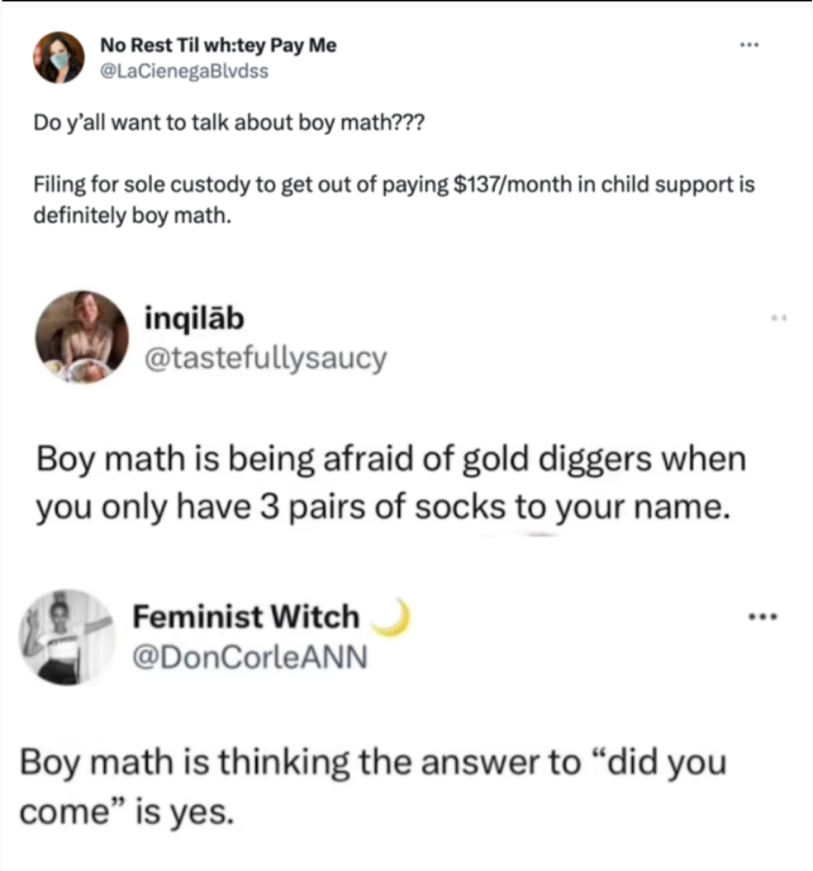 No Rest Til wh:tey Pay Me
@LaCienegaBlvdss
Do y’all want to talk about boy math???
Filing for sole custody to get out of paying $137/month in child support is
definitely boy math.
inqilāb
@tastefullysaucy
Boy math is being afraid of gold diggers when
you only have 3 pairs of socks to your name.
Feminist Witch 🌙
@DonCorleANN
Boy math is thinking the answer to “did you
come” is yes.